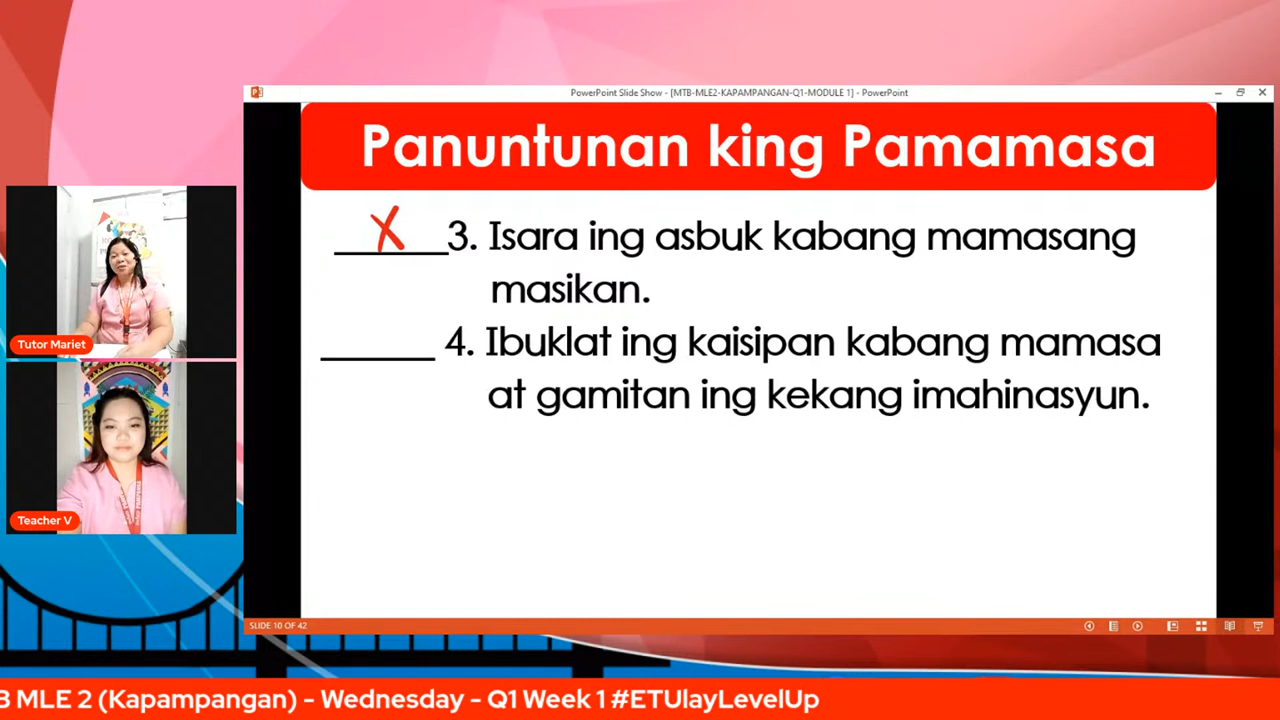 PowerPoint Slide Show - [MTB-MLE2-KAPAMPANGAN-Q1-MODULE 1] - PowerPoint
Panuntunan king Pamamasa
X
______3. Isara ing asbuk kabang mamasang
masikan.
______ 4. Ibuklat ing kaisipan kabang mamasa
at gamitan ing kekang imahinasyun.
Tutor Mariet
Teacher V
SLIDE 10 OF 42
B MLE 2 (Kapampangan) - Wednesday - Q1 Week 1 #ETUlayLevelUp